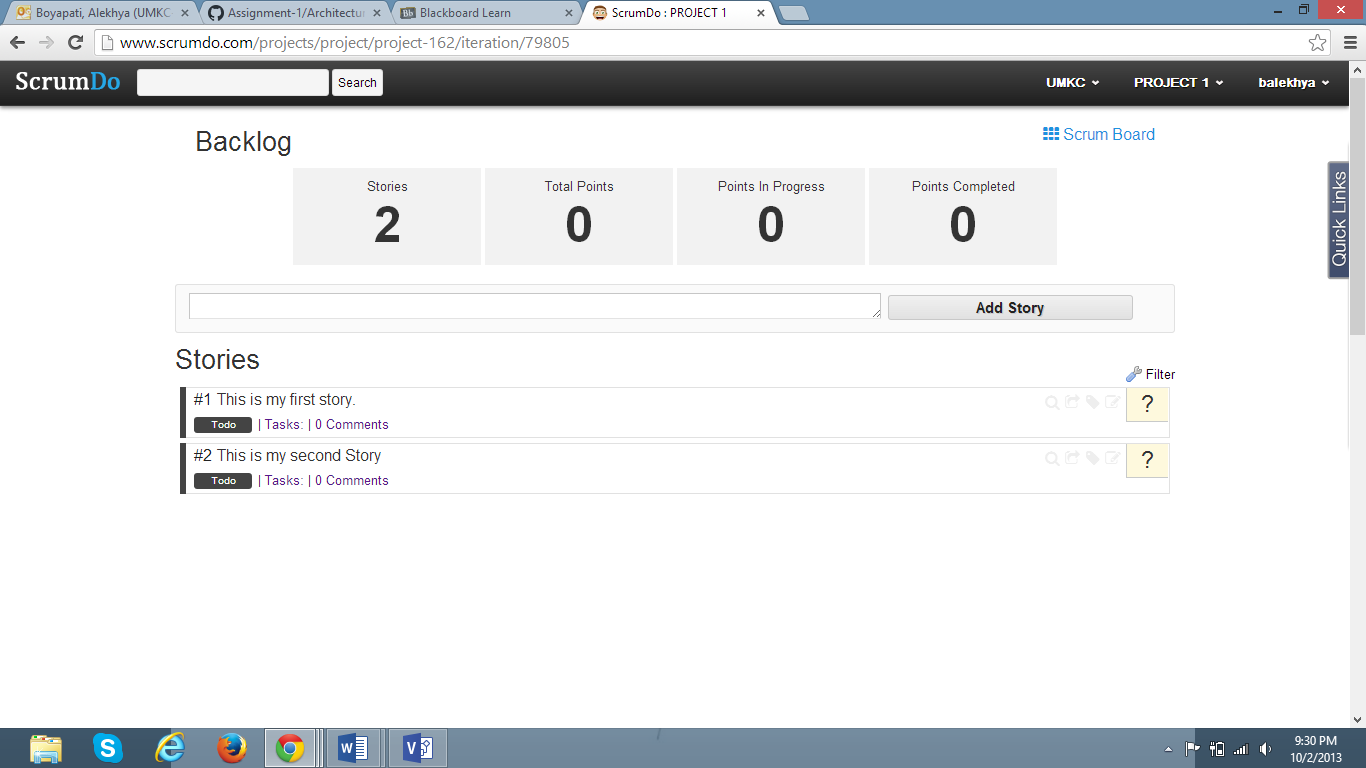 Boyapati, Alekhya (UMKC
Assignment-1/Architectur
Blackboard Learn
ScrumDo : PROJECT 1
www.scrumdo.com/projects/project/project-162/iteration/79805
ScrumDo
Search
UMKC
PROJECT 1
balekhya
Backlog
Scrum Board
Stories
Total Points
Points In Progress
Points Completed
2
0
0
0
Quick Links
Add Story
Stories
Filter
#1 This is my first story.
?
Todo | Tasks: | 0 Comments
#2 This is my second Story
?
Todo | Tasks: | 0 Comments
9:30 PM
10/2/2013